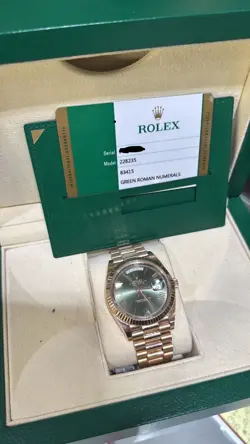 ROLEX
Serial
Model 228235
83415
GREEN ROMAN NUMERALS